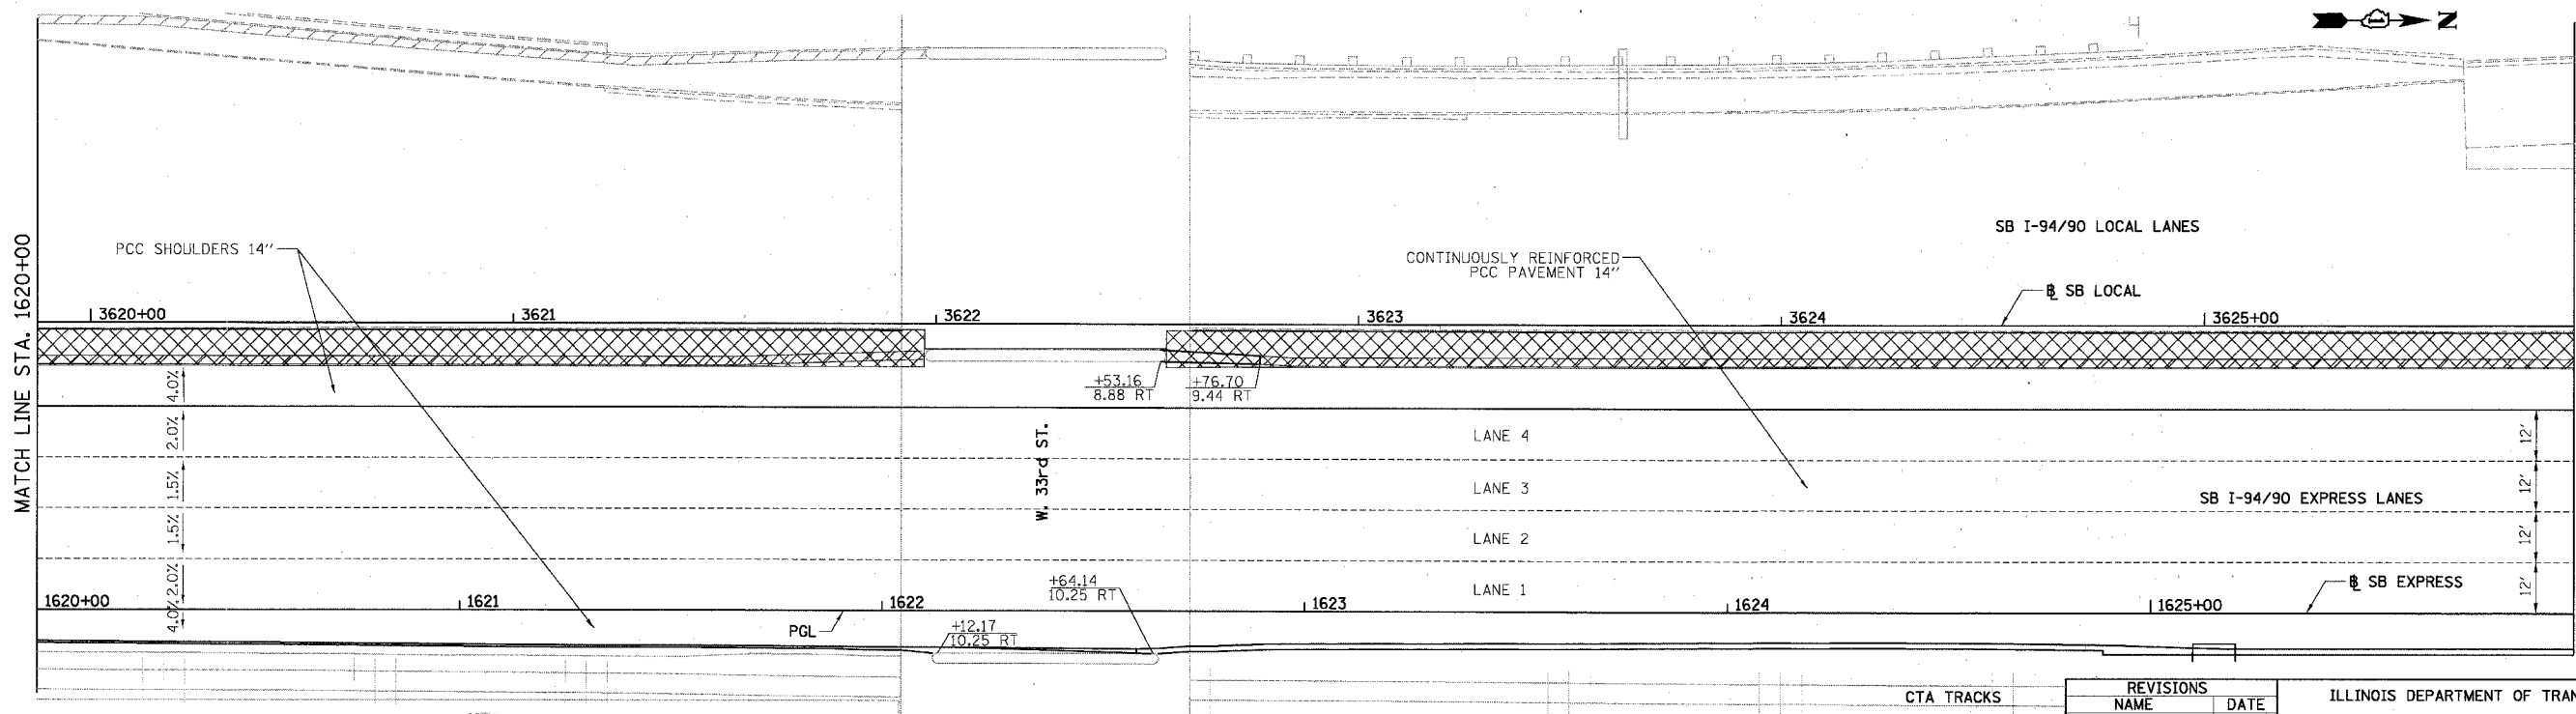 N
MATCH LINE STA. 1620+00
PCC SHOULDERS 14"
SB I-94/90 LOCAL LANES
CONTINUOUSLY REINFORCED
PCC PAVEMENT 14"
℄ SB LOCAL
3620+00
3621
3622
3623
3624
3625+00
4.0%
+53.16
8.88 RT
+76.70
9.44 RT
2.0%
W. 33rd ST.
LANE 4
12'
1.5%
LANE 3
12'
SB I-94/90 EXPRESS LANES
1.5%
LANE 2
12'
2.0%
+64.14
10.25 RT
LANE 1
12'
℄ SB EXPRESS
1620+00
1621
1622
1623
1624
1625+00
4.0%
PGL
+12.17
10.25 RT
CTA TRACKS
REVISIONS
NAME DATE
ILLINOIS DEPARTMENT OF TRAN